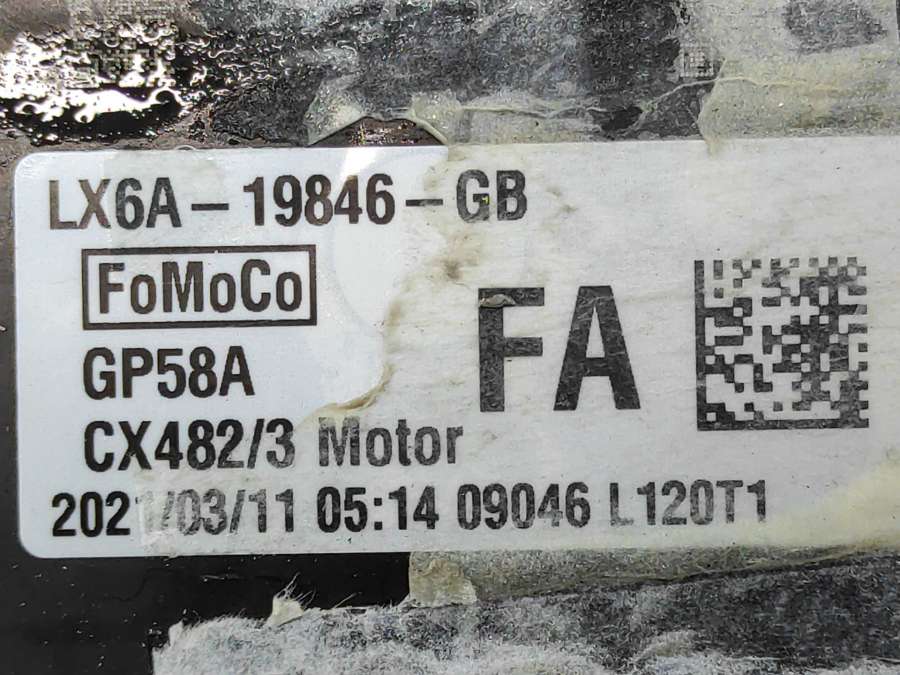 LX6A-19846-GB
FoMoCo
GP58A
FA
CX482/3 Motor
2021/03/11 05:14 09046 L120T1